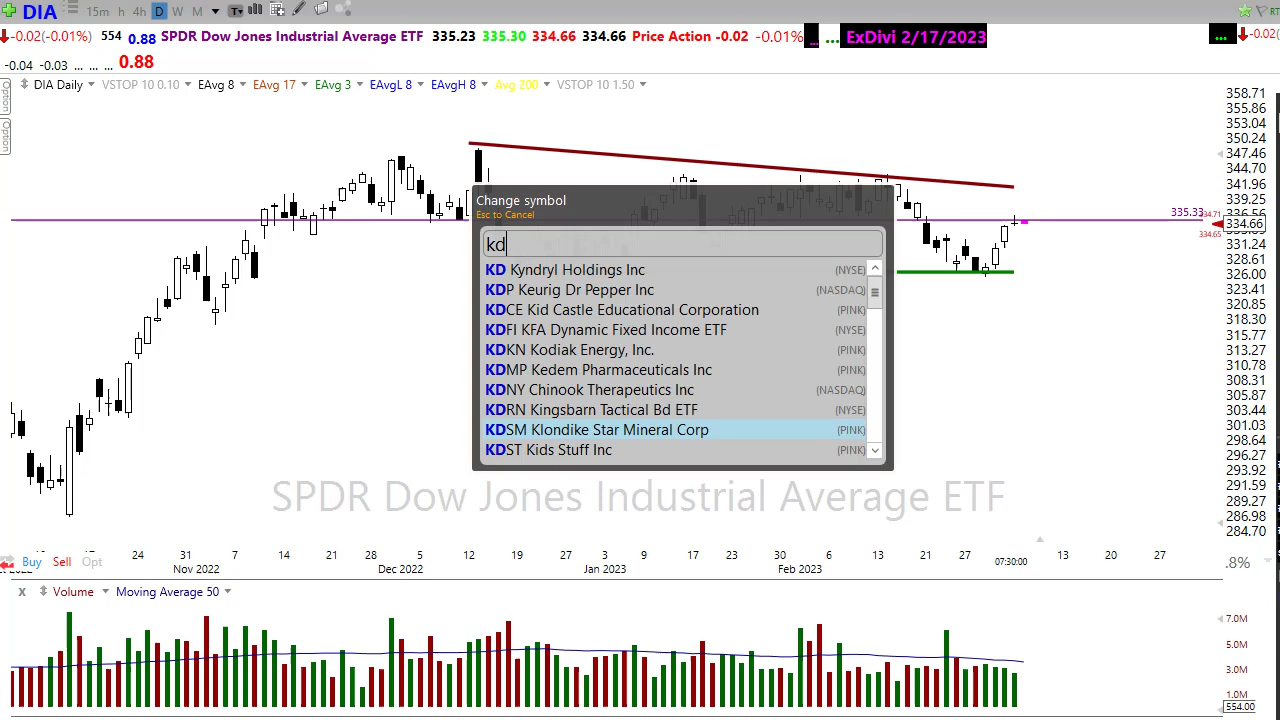 DIA 15m h 4h D W M T
-0.02(-0.01%) 554 0.88 SPDR Dow Jones Industrial Average ETF 335.23 335.30 334.66 334.66 Price Action -0.02 -0.01% ... ... ExDivi 2/17/2023 ... -0.02
-0.04 -0.03 ... ... ... 0.88
Option
Option
DIA Daily VSTOP 10 0.10 EAvg 8 EAvg 17 EAvg 3 EAvgL 8 EAvgH 8 Avg 200 VSTOP 10 1.50
358.71
355.86
353.04
350.24
347.46
344.70
341.96
339.25
335.33
334.71
334.66
334.65
331.24
328.61
326.00
323.41
320.85
318.30
315.77
313.27
310.78
308.31
305.87
303.44
301.03
298.64
296.27
293.92
291.59
289.27
286.98
284.70
Change symbol
Esc to Cancel
kd
KD Kyndryl Holdings Inc (NYSE)
KDP Keurig Dr Pepper Inc (NASDAQ)
KDCE Kid Castle Educational Corporation (PINK)
KDFI KFA Dynamic Fixed Income ETF (NYSE)
KDKN Kodiak Energy, Inc. (PINK)
KDMP Kedem Pharmaceuticals Inc (PINK)
KDNY Chinook Therapeutics Inc (NASDAQ)
KDRN Kingsbarn Tactical Bd ETF (NYSE)
KDSM Klondike Star Mineral Corp (PINK)
KDST Kids Stuff Inc (PINK)
SPDR Dow Jones Industrial Average ETF
24 31 7 14 21 28 5 12 19 27 3 9 17 23 30 6 13 21 27 07:30:00 13 20 27
Buy Sell Opt
Nov 2022 Dec 2022 Jan 2023 Feb 2023
.8%
X Volume Moving Average 50
7.0M
5.0M
3.0M
1.0M
554.00